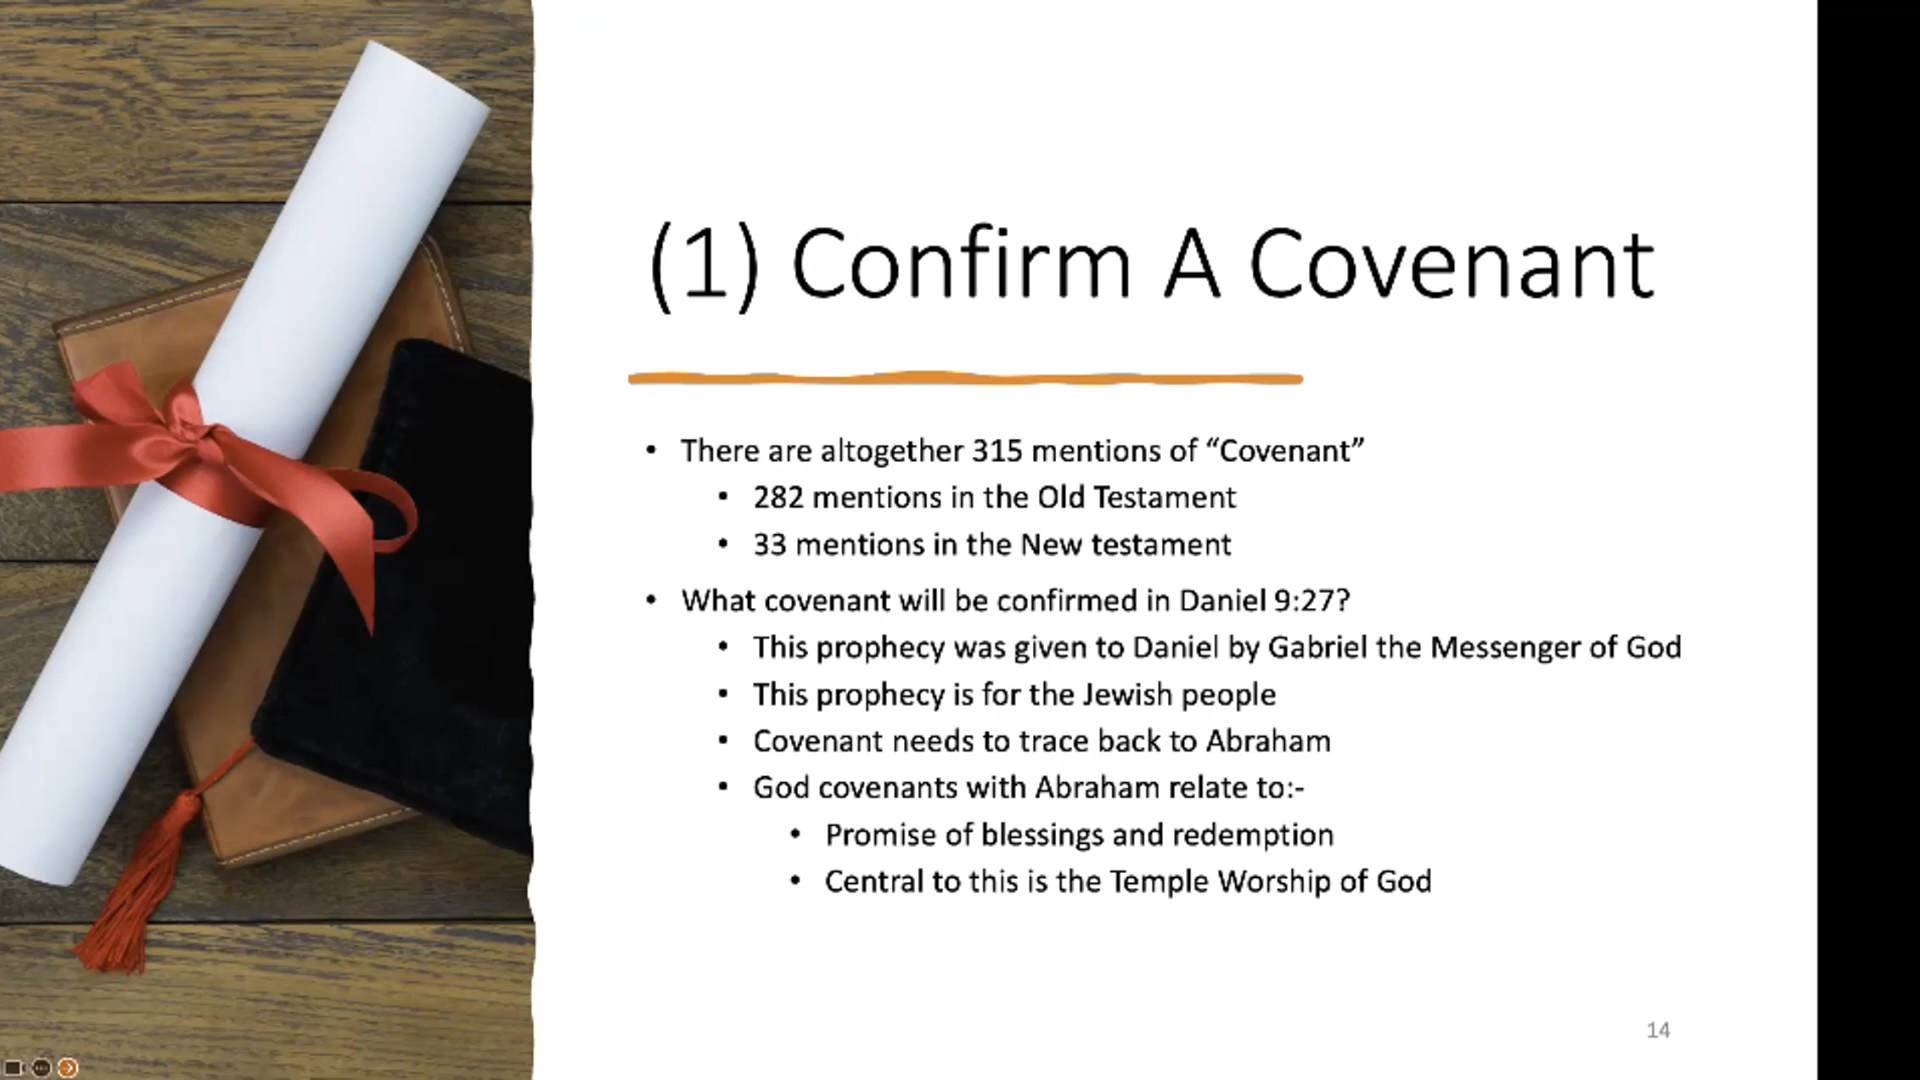 (1) Confirm A Covenant
• There are altogether 315 mentions of “Covenant”
• 282 mentions in the Old Testament
• 33 mentions in the New testament
• What covenant will be confirmed in Daniel 9:27?
• This prophecy was given to Daniel by Gabriel the Messenger of God
• This prophecy is for the Jewish people
• Covenant needs to trace back to Abraham
• God covenants with Abraham relate to:-
• Promise of blessings and redemption
• Central to this is the Temple Worship of God
14